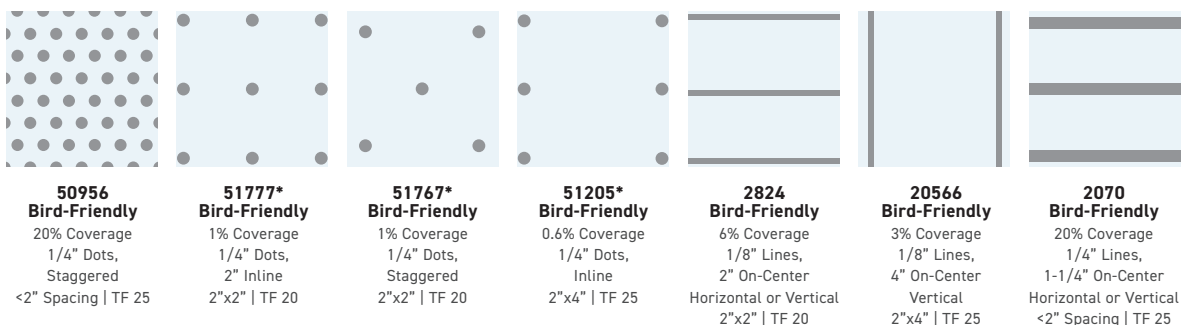 50956
Bird-Friendly
20% Coverage
1/4” Dots,
Staggered
<2” Spacing | TF 25
51777*
Bird-Friendly
1% Coverage
1/4” Dots,
2” Inline
2”x2” | TF 20
51767*
Bird-Friendly
1% Coverage
1/4” Dots,
Staggered
2”x2” | TF 20
51205*
Bird-Friendly
0.6% Coverage
1/4” Dots,
Inline
2”x4” | TF 25
2824
Bird-Friendly
6% Coverage
1/8” Lines,
2” On-Center
Horizontal or Vertical
2”x2” | TF 20
20566
Bird-Friendly
3% Coverage
1/8” Lines,
4” On-Center
Vertical
2”x4” | TF 25
2070
Bird-Friendly
20% Coverage
1/4” Lines,
1-1/4” On-Center
Horizontal or Vertical
<2” Spacing | TF 25